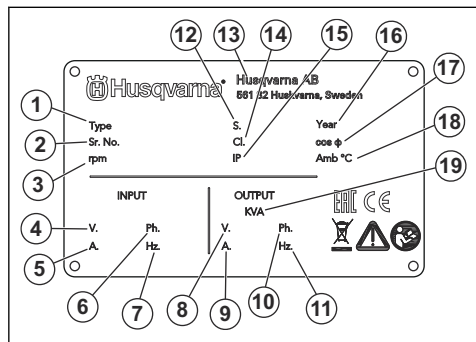 12 13 14 15 16
Husqvarna Husqvarna AB
561 82 Huskvarna, Sweden
17
1 Type S. Year
2 Sr. No. Cl. cos ϕ
18
3 rpm IP Amb °C
19
INPUT OUTPUT
KVA
EAC CE
4 V. Ph. V. Ph.
5 A. Hz. A. Hz.
6 7 8 9 10 11